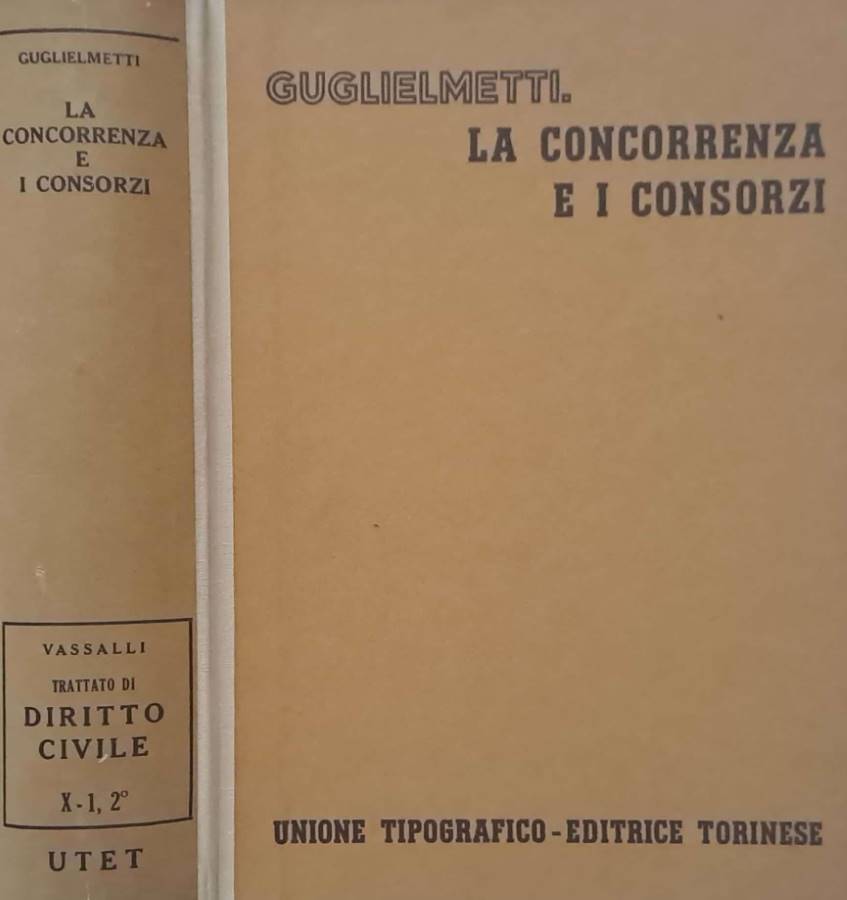 GUGLIELMETTI
LA
CONCORRENZA
E
I CONSORZI
VASSALLI
TRATTATO DI
DIRITTO
CIVILE
X-1, 2°
UTET
GUGLIELMETTI.
LA CONCORRENZA
E I CONSORZI
UNIONE TIPOGRAFICO-EDITRICE TORINESE